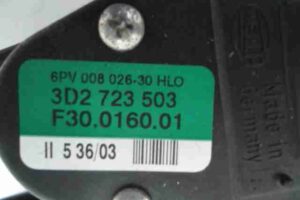 6PV 008 026-30 HLO
3D2 723 503
F30.0160.01
II 5 36/03
Made in
Germany